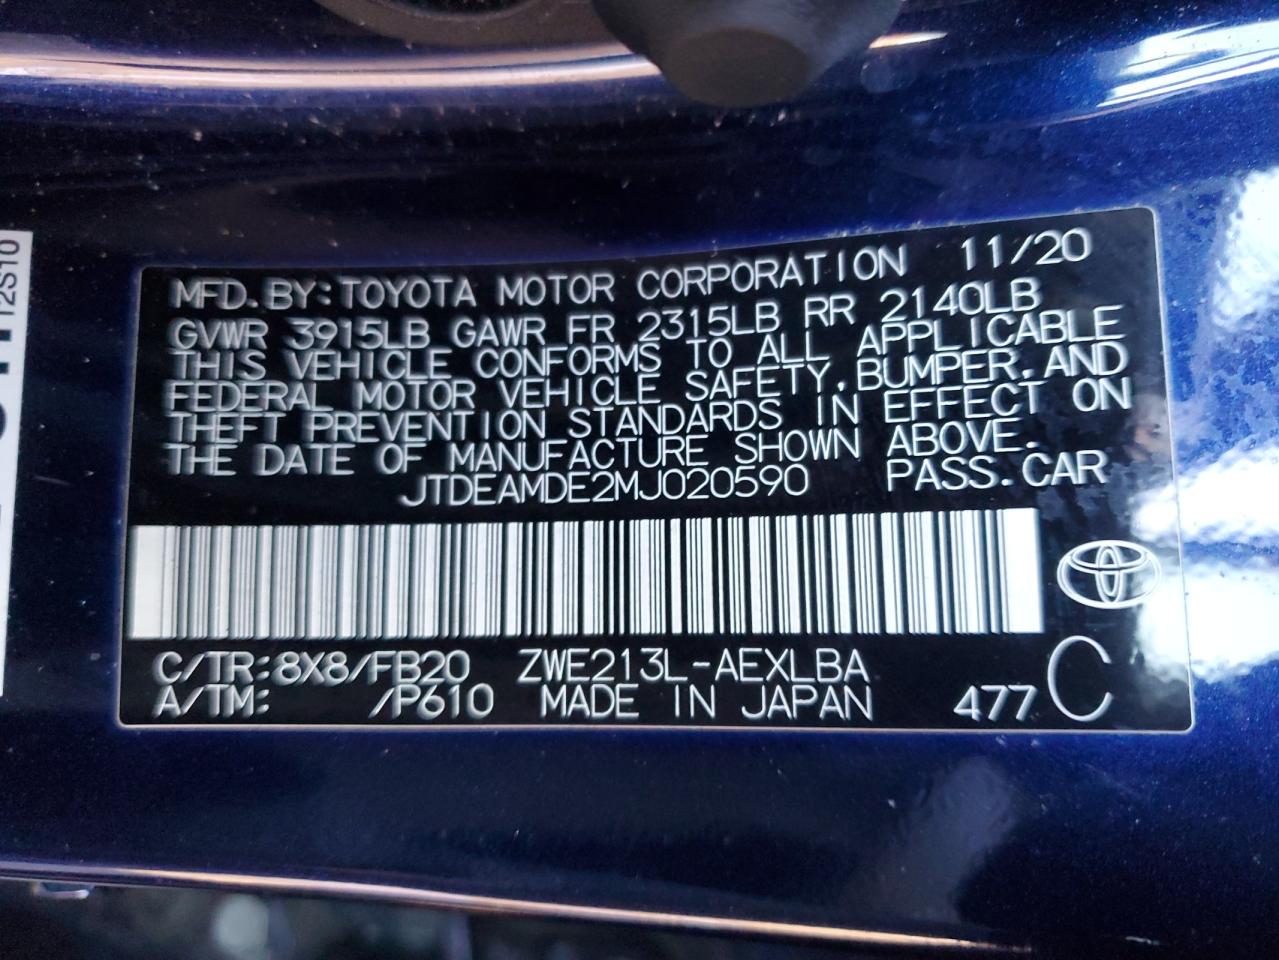 MFD.BY:TOYOTA MOTOR CORPORATION 11/20
GVWR 3915LB GAWR FR 2315LB RR 2140LB
THIS VEHICLE CONFORMS TO ALL APPLICABLE
FEDERAL MOTOR VEHICLE SAFETY,BUMPER,AND
THEFT PREVENTION STANDARDS IN EFFECT ON
THE DATE OF MANUFACTURE SHOWN ABOVE.
JTDEAMDE2MJ020590 PASS.CAR
C/TR:8X8/FB20 ZWE213L-AEXLBA C
A/TM: /P610 MADE IN JAPAN 477
12S10